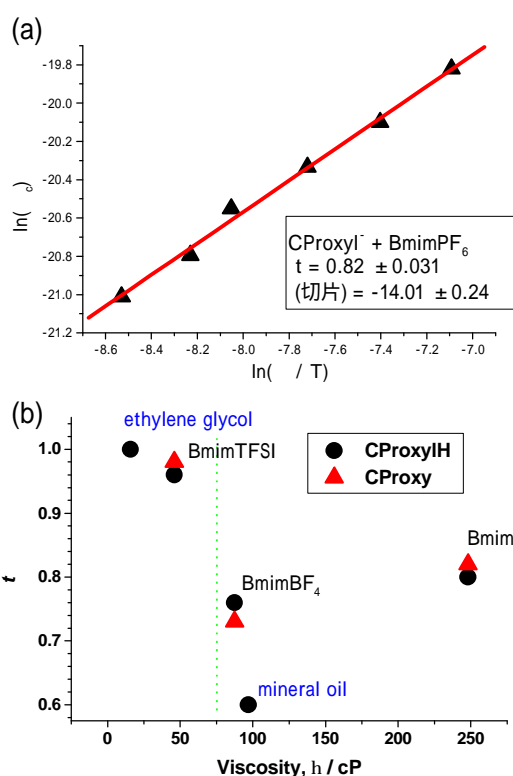 (a)
-19.8
-20.0
-20.2
-20.4
-20.6
-20.8
-21.0
-21.2
ln( c)
CProxyl- + BmimPF6
t = 0.82 ±0.031
(切片) = -14.01 ±0.24
-8.6 -8.4 -8.2 -8.0 -7.8 -7.6 -7.4 -7.2 -7.0
ln( / T)
(b)
ethylene glycol
BmimTFSI
CProxylH
CProxy
Bmim
BmimBF4
mineral oil
1.0
0.9
0.8
0.7
0.6
t
0 50 100 150 200 250
Viscosity, h / cP